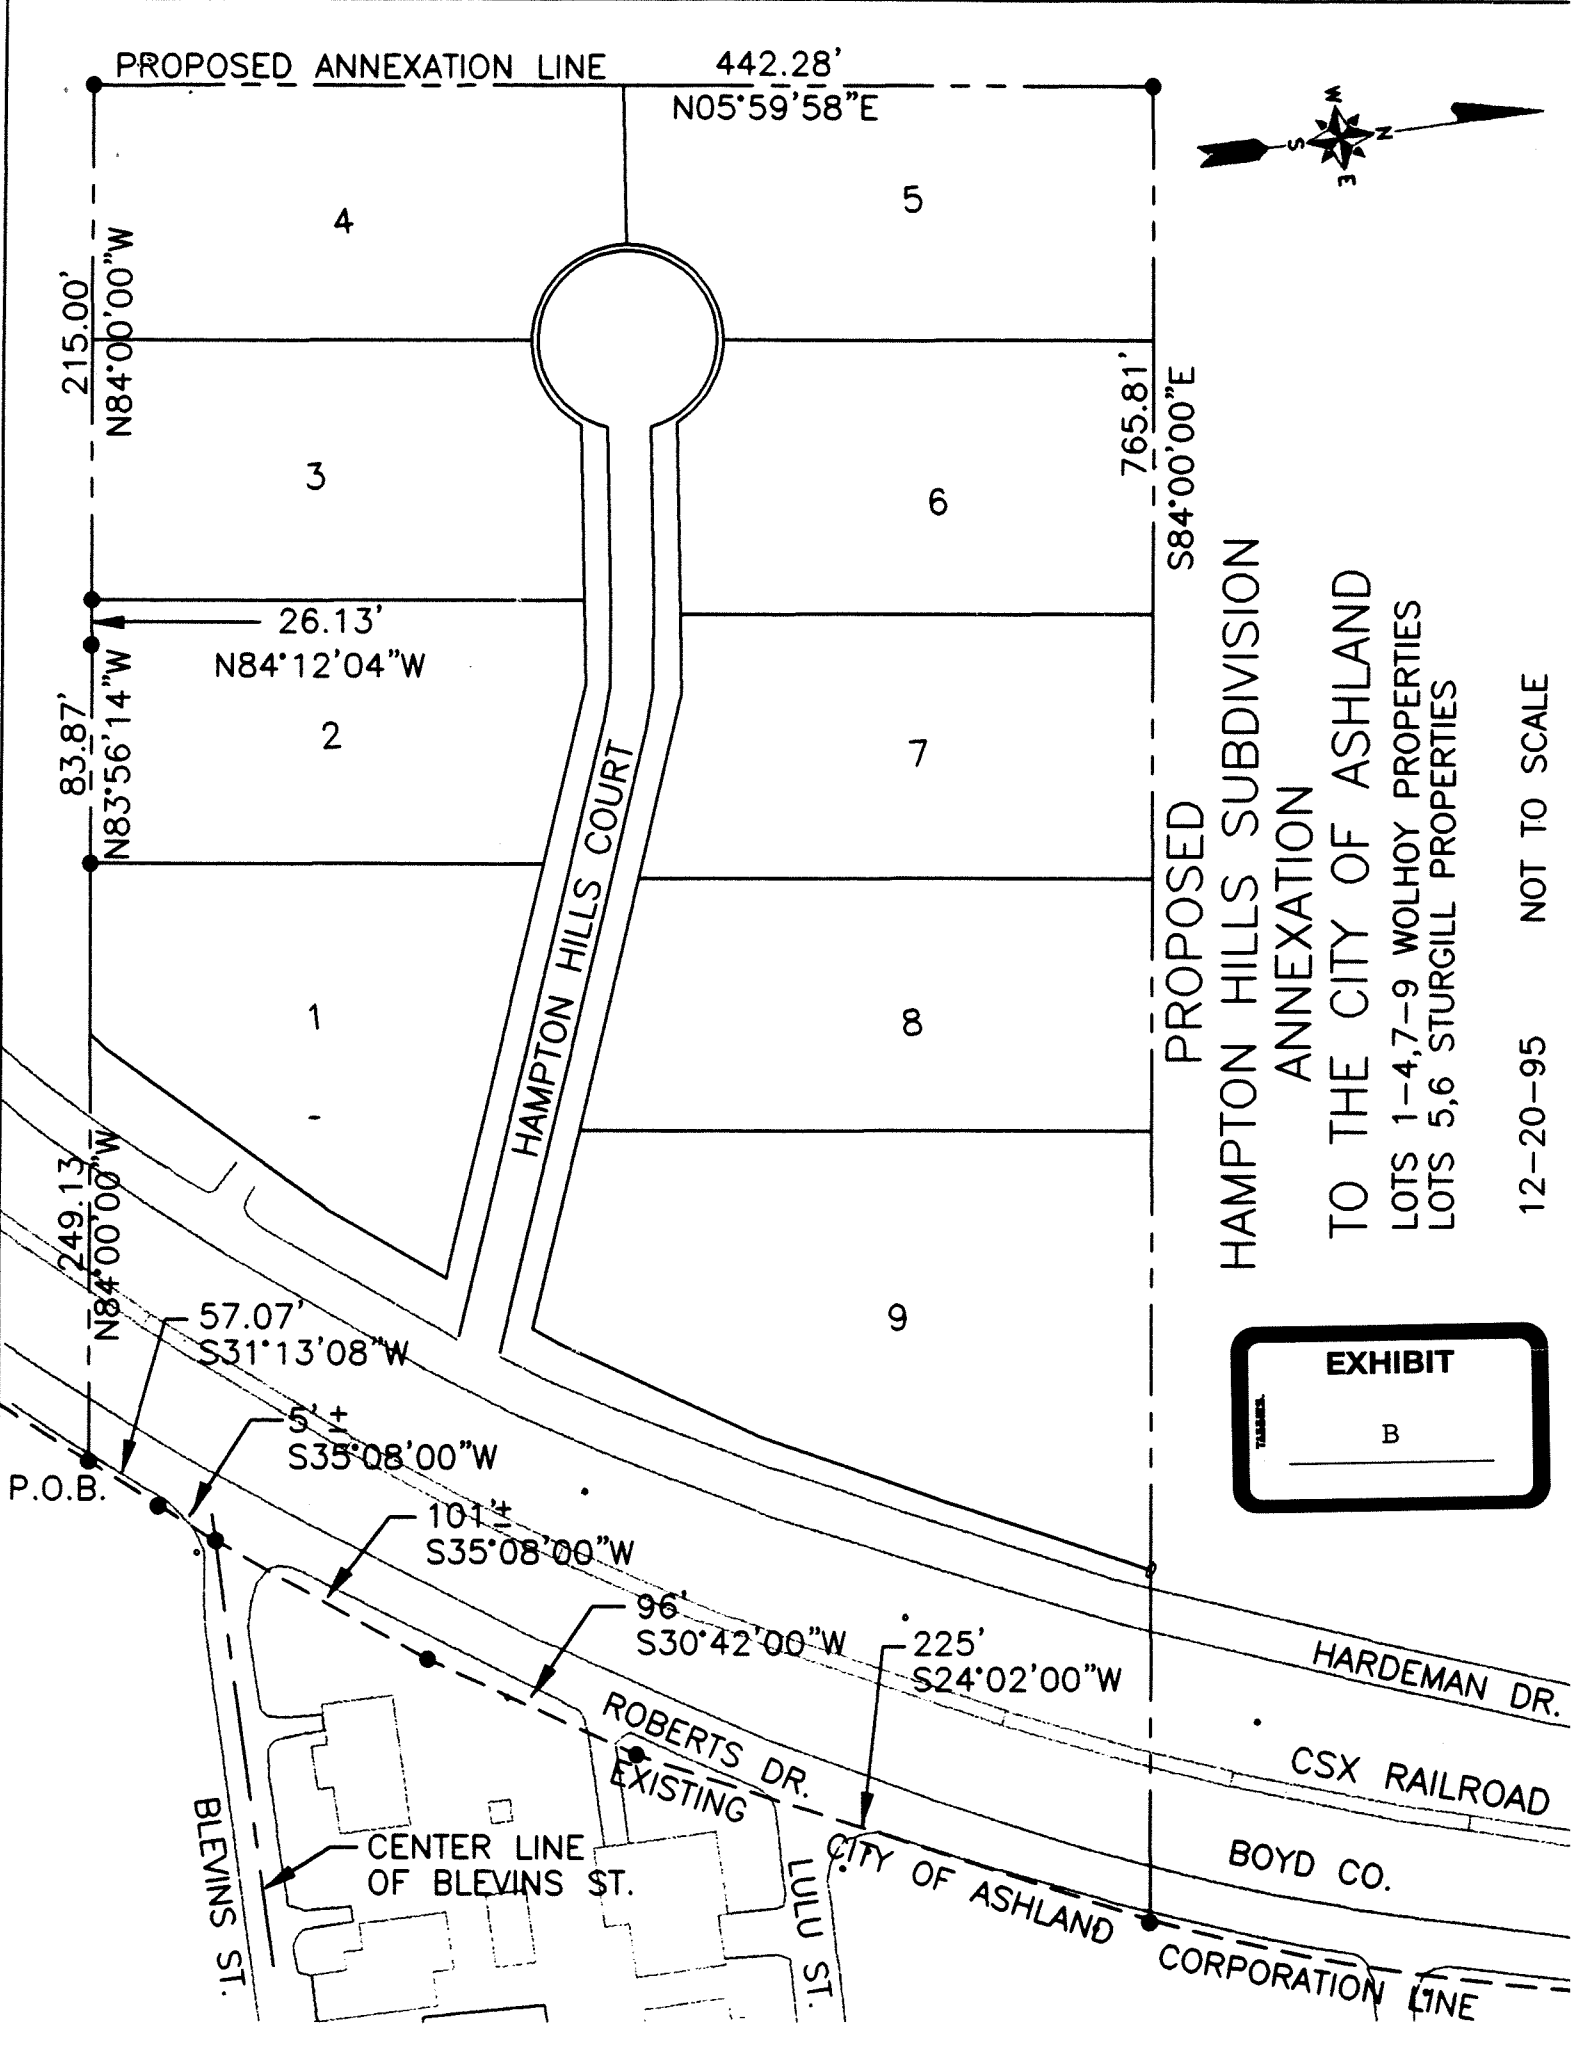 PROPOSED ANNEXATION LINE
442.28'
N05°59'58"E
W
N
S
E
4
5
215.00'
N84°00'00"W
765.81'
S84°00'00"E
3
6
26.13'
N84°12'04"W
83.87'
N83°56'14"W
2
7
HAMPTON HILLS COURT
1
8
9
249.13'
N84°00'00"W
PROPOSED
HAMPTON HILLS SUBDIVISION
ANNEXATION
TO THE CITY OF ASHLAND
LOTS 1-4,7-9 WOLHOY PROPERTIES
LOTS 5,6 STURGILL PROPERTIES
12-20-95 NOT TO SCALE
EXHIBIT
B
57.07'
S31°13'08"W
5'±
S35°08'00"W
P.O.B.
101'±
S35°08'00"W
96'
S30°42'00"W
225'
S24°02'00"W
HARDEMAN DR.
CSX RAILROAD
BOYD CO.
ROBERTS DR.
EXISTING
CITY OF ASHLAND
CORPORATION LINE
BLEVINS ST.
CENTER LINE
OF BLEVINS ST.
LULU ST.